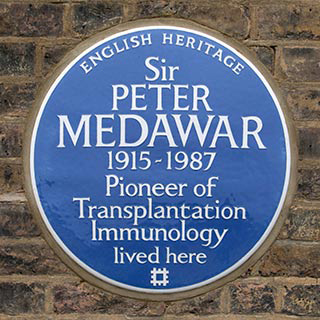 ENGLISH HERITAGE
Sir
PETER
MEDAWAR
1915-1987
Pioneer of
Transplantation
Immunology
lived here